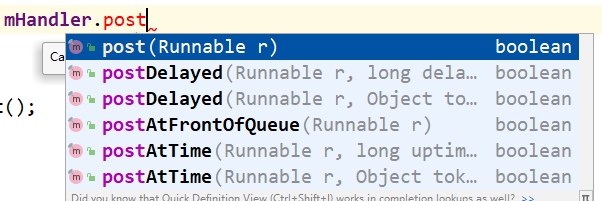 mHandler.post
Ca
post(Runnable r) boolean
t(); postDelayed(Runnable r, long dela… boolean
postDelayed(Runnable r, Object to… boolean
postAtFrontOfQueue(Runnable r) boolean
postAtTime(Runnable r, long uptim… boolean
postAtTime(Runnable r, Object tok… boolean
Did you know that Quick Definition View (Ctrl+Shift+I) works in completion lookups as well? >> π